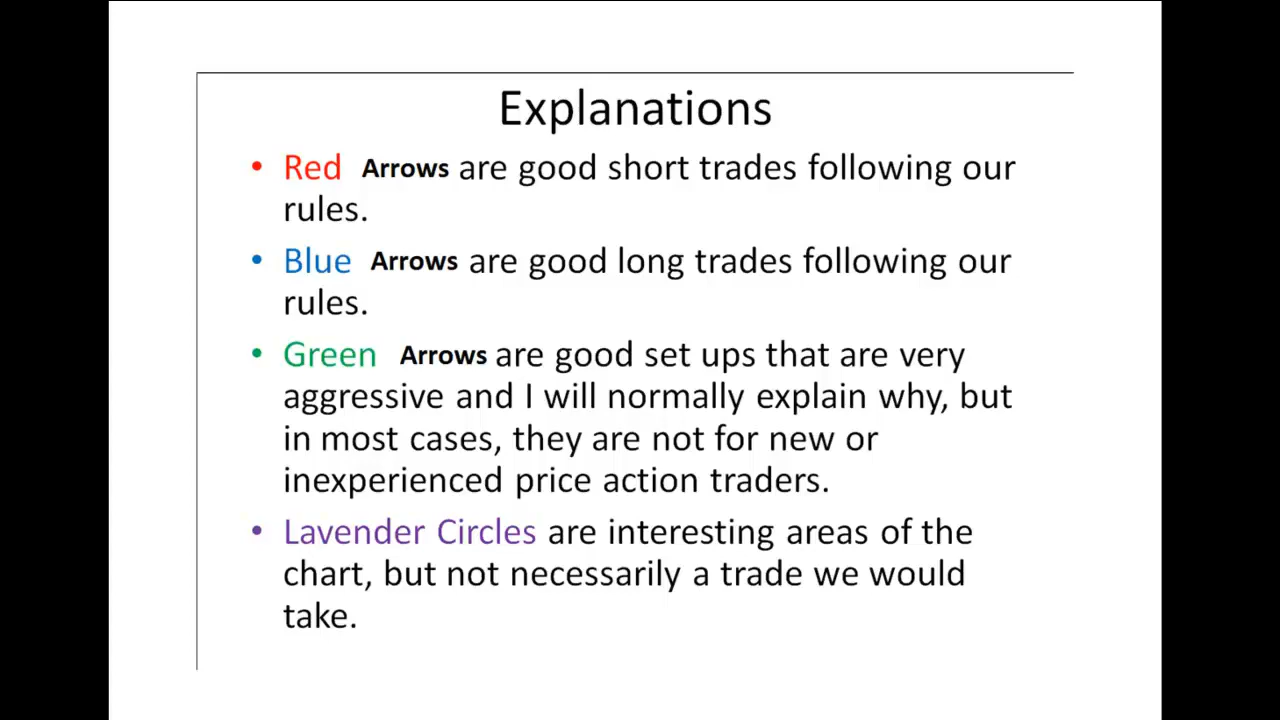 Explanations
• Red Arrows are good short trades following our
rules.
• Blue Arrows are good long trades following our
rules.
• Green Arrows are good set ups that are very
aggressive and I will normally explain why, but
in most cases, they are not for new or
inexperienced price action traders.
• Lavender Circles are interesting areas of the
chart, but not necessarily a trade we would
take.